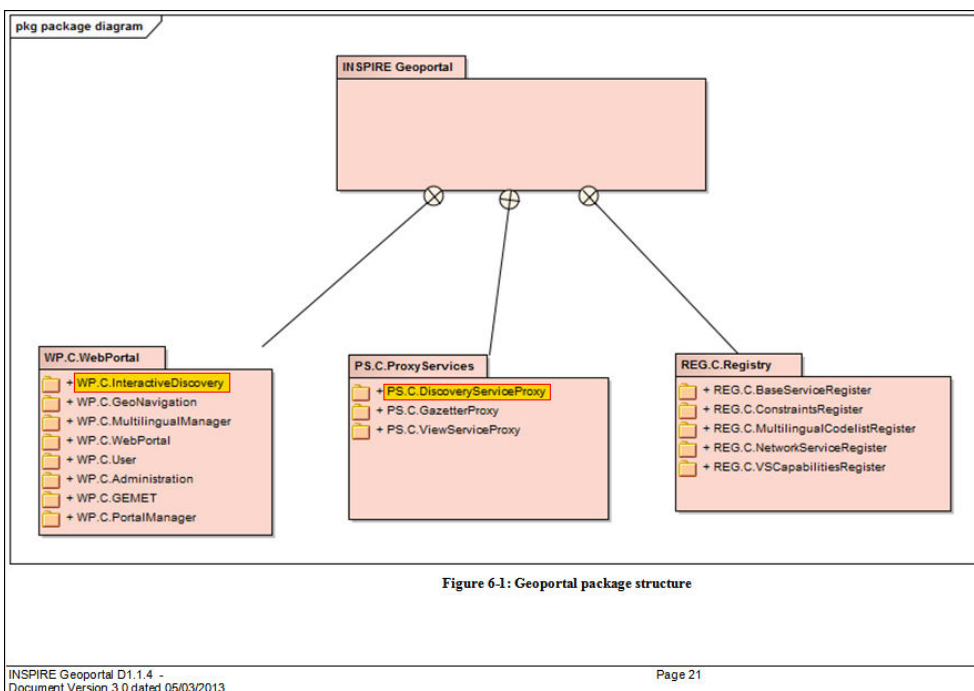 pkg package diagram
INSPIRE Geoportal
WP.C.WebPortal
+ WP.C.InteractiveDiscovery
+ WP.C.GeoNavigation
+ WP.C.MultilingualManager
+ WP.C.WebPortal
+ WP.C.User
+ WP.C.Administration
+ WP.C.GEMET
+ WP.C.PortalManager
PS.C.ProxyServices
+ PS.C.DiscoveryServiceProxy
+ PS.C.GazetterProxy
+ PS.C.ViewServiceProxy
REG.C.Registry
+ REG.C.BaseServiceRegister
+ REG.C.ConstraintsRegister
+ REG.C.MultilingualCodelistRegister
+ REG.C.NetworkServiceRegister
+ REG.C.VSCapabilitiesRegister
Figure 6-1: Geoportal package structure
INSPIRE Geoportal D1.1.4 -
Document Version 3.0 dated 05/03/2013
Page 21